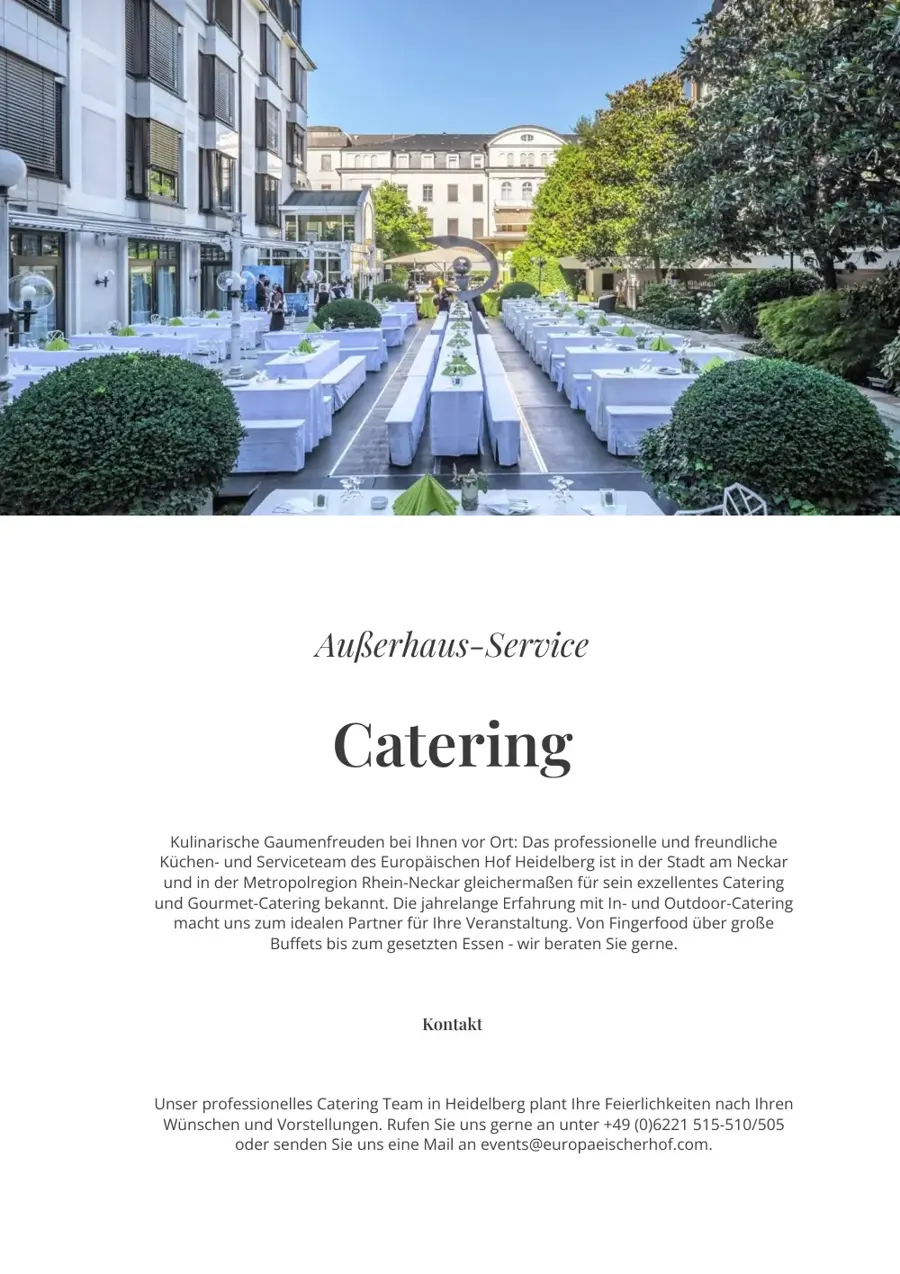 Außerhaus-Service
Catering
Kulinarische Gaumenfreuden bei Ihnen vor Ort: Das professionelle und freundliche
Küchen- und Serviceteam des Europäischen Hof Heidelberg ist in der Stadt am Neckar
und in der Metropolregion Rhein-Neckar gleichermaßen für sein exzellentes Catering
und Gourmet-Catering bekannt. Die jahrelange Erfahrung mit In- und Outdoor-Catering
macht uns zum idealen Partner für Ihre Veranstaltung. Von Fingerfood über große
Buffets bis zum gesetzten Essen - wir beraten Sie gerne.
Kontakt
Unser professionelles Catering Team in Heidelberg plant Ihre Feierlichkeiten nach Ihren
Wünschen und Vorstellungen. Rufen Sie uns gerne an unter +49 (0)6221 515-510/505
oder senden Sie uns eine Mail an events@europaeischerhof.com.